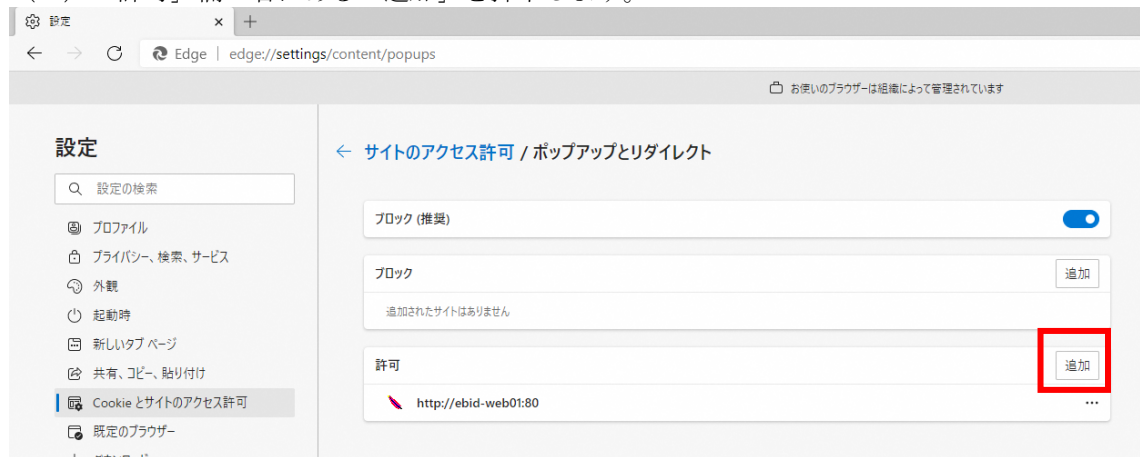 設定
Edge | edge://settings/content/popups
お使いのブラウザーは組織によって管理されています
設定
設定の検索
プロファイル
プライバシー、検索、サービス
外観
起動時
新しいタブ ページ
共有、コピー、貼り付け
Cookie とサイトのアクセス許可
既定のブラウザー
サイトのアクセス許可 / ポップアップとリダイレクト
ブロック (推奨)
ブロック
追加
追加されたサイトはありません
許可
追加
http://ebid-web01:80